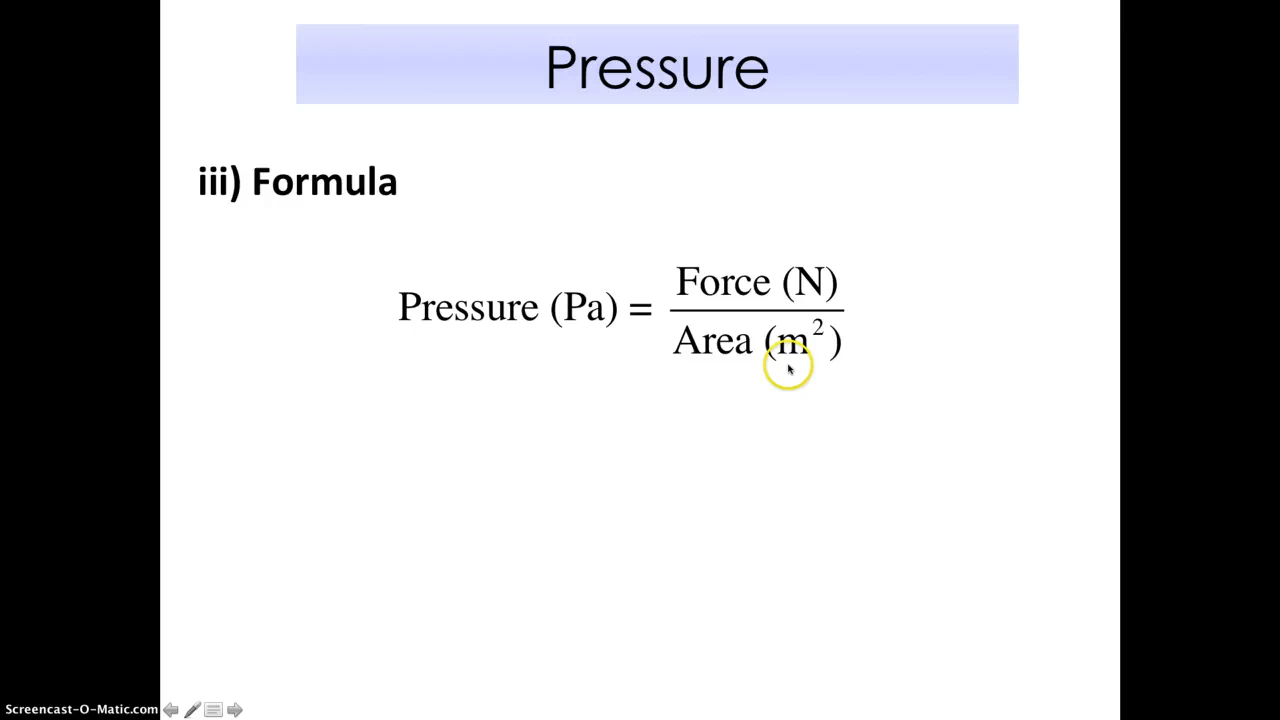 Pressure
iii) Formula
Pressure (Pa) = Force (N) / Area (m²)
Screencast-O-Matic.com